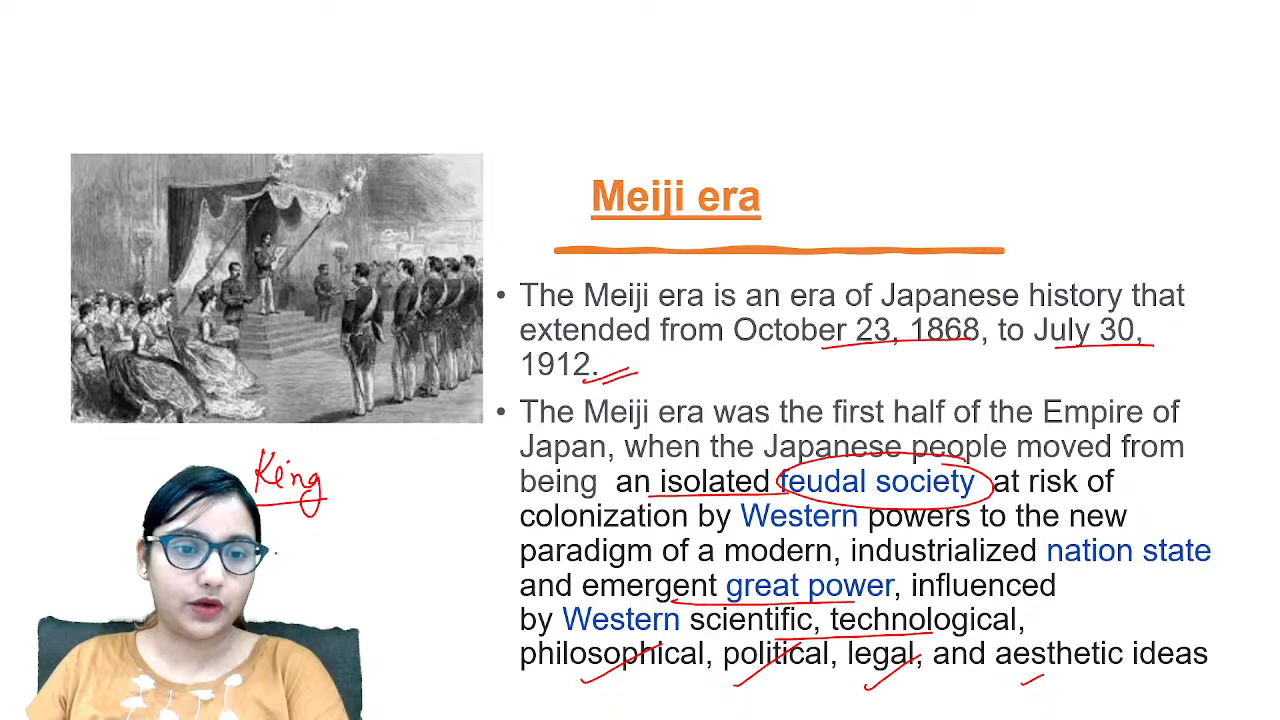 Meiji era
• The Meiji era is an era of Japanese history that
extended from October 23, 1868, to July 30,
1912.
• The Meiji era was the first half of the Empire of
Japan, when the Japanese people moved from
being an isolated feudal society at risk of
colonization by Western powers to the new
paradigm of a modern, industrialized nation state
and emergent great power, influenced
by Western scientific, technological,
philosophical, political, legal, and aesthetic ideas
King